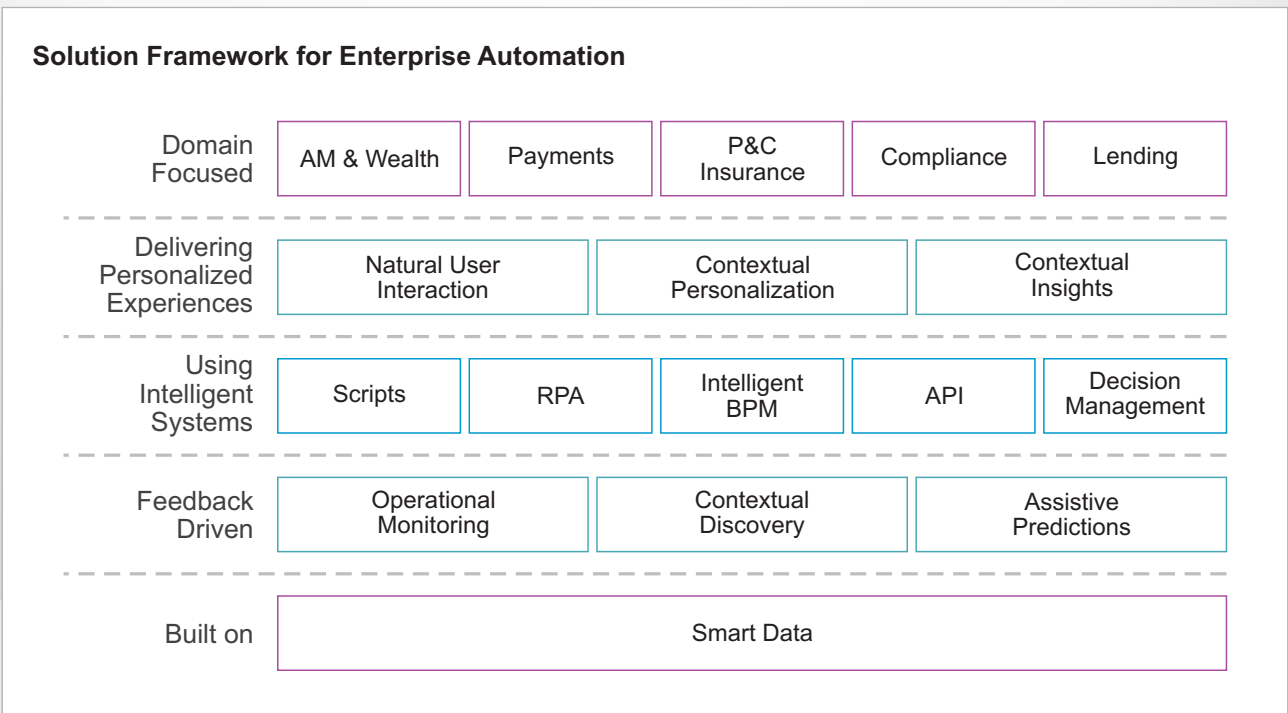 Solution Framework for Enterprise Automation
Domain
Focused
AM & Wealth
Payments
P&C
Insurance
Compliance
Lending
Delivering
Personalized
Experiences
Natural User
Interaction
Contextual
Personalization
Contextual
Insights
Using
Intelligent
Systems
Scripts
RPA
Intelligent
BPM
API
Decision
Management
Feedback
Driven
Operational
Monitoring
Contextual
Discovery
Assistive
Predictions
Built on
Smart Data